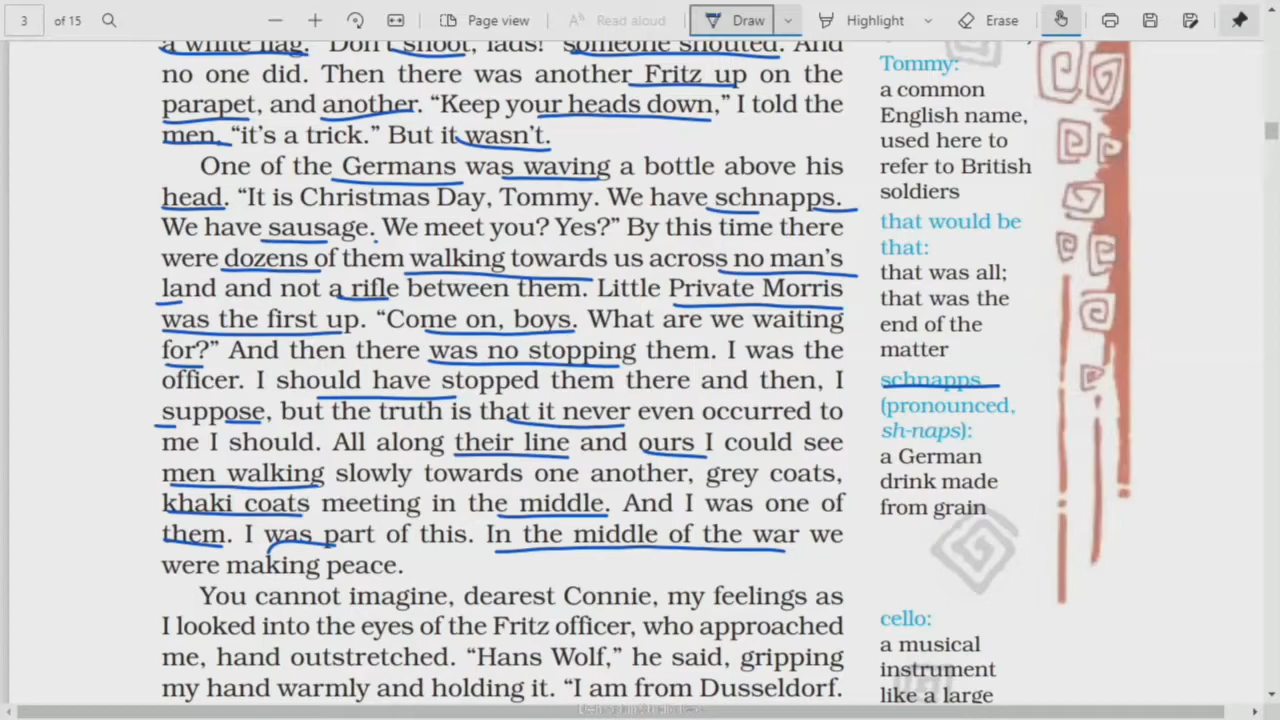 3 of 15 Page view Read aloud Draw Highlight Erase
a white flag. "Don't shoot, lads!" someone shouted. And
no one did. Then there was another Fritz up on the
parapet, and another. “Keep your heads down,” I told the
men, “it's a trick.” But it wasn't.
One of the Germans was waving a bottle above his
head. “It is Christmas Day, Tommy. We have schnapps.
We have sausage. We meet you? Yes?” By this time there
were dozens of them walking towards us across no man's
land and not a rifle between them. Little Private Morris
was the first up. “Come on, boys. What are we waiting
for?” And then there was no stopping them. I was the
officer. I should have stopped them there and then, I
suppose, but the truth is that it never even occurred to
me I should. All along their line and ours I could see
men walking slowly towards one another, grey coats,
khaki coats meeting in the middle. And I was one of
them. I was part of this. In the middle of the war we
were making peace.
You cannot imagine, dearest Connie, my feelings as
I looked into the eyes of the Fritz officer, who approached
me, hand outstretched. “Hans Wolf,” he said, gripping
my hand warmly and holding it. “I am from Dusseldorf.
Tommy:
a common
English name,
used here to
refer to British
soldiers
that would be
that:
that was all;
that was the
end of the
matter
schnapps
(pronounced,
sh-naps):
a German
drink made
from grain
cello:
a musical
instrument
like a large